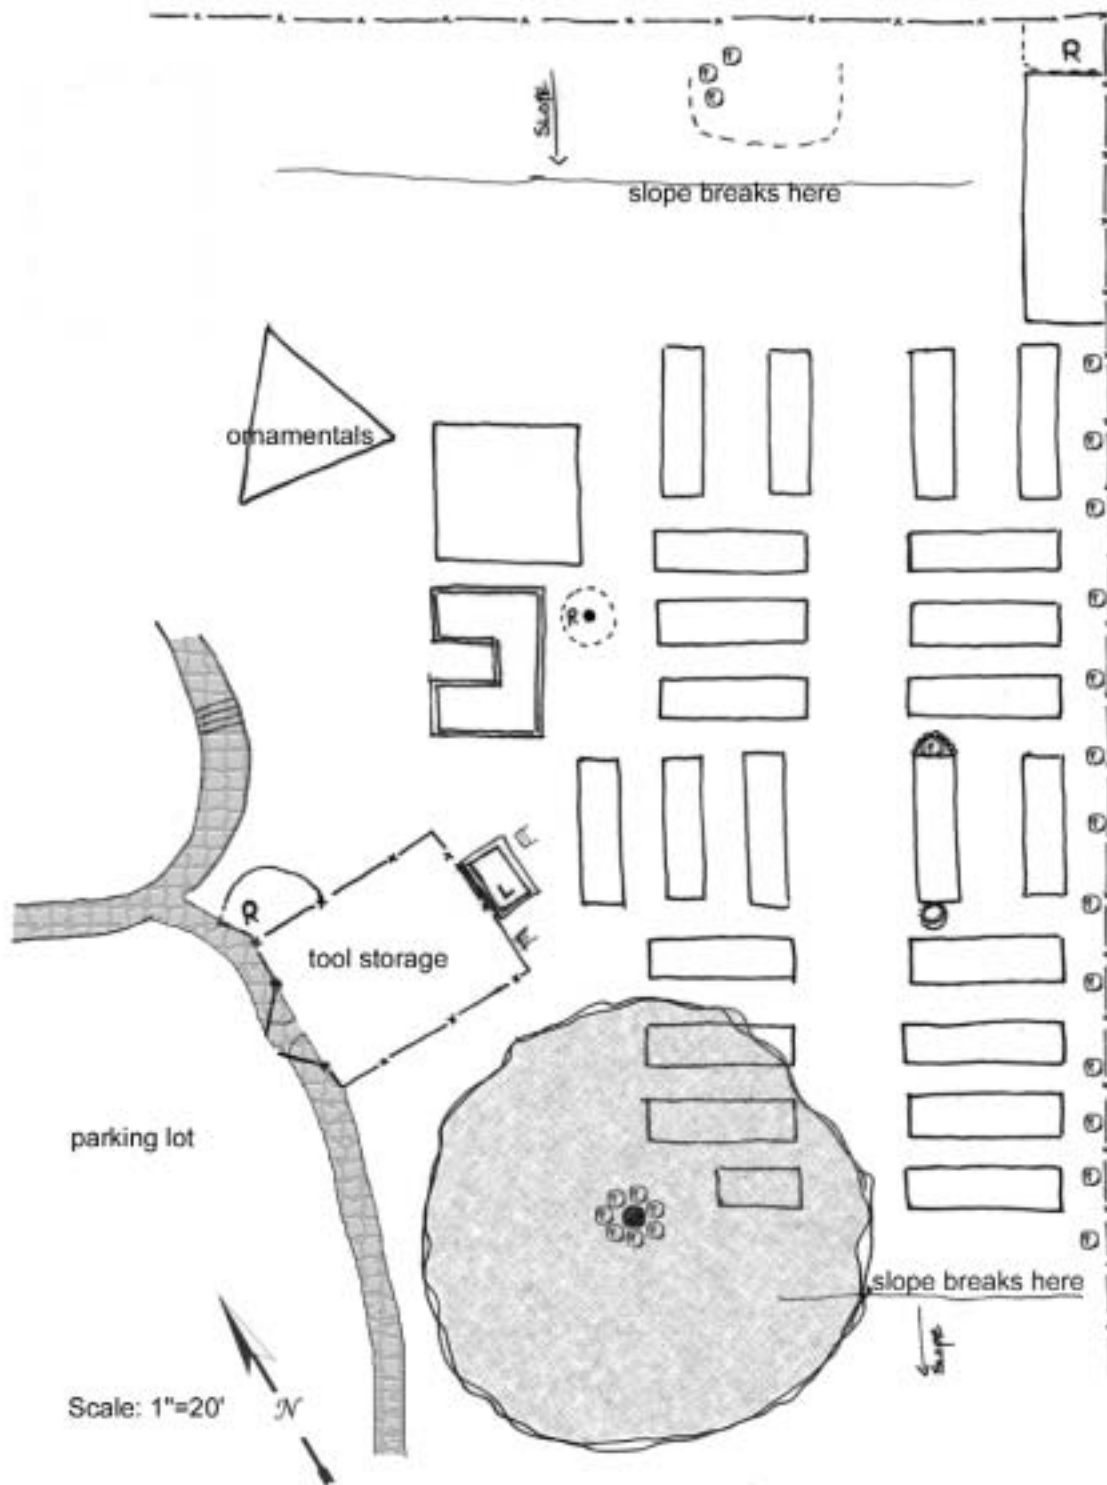 R
Slope
slope breaks here
ornamentals
R
L
R
tool storage
parking lot
slope breaks here
Slope
Scale: 1"=20'
N